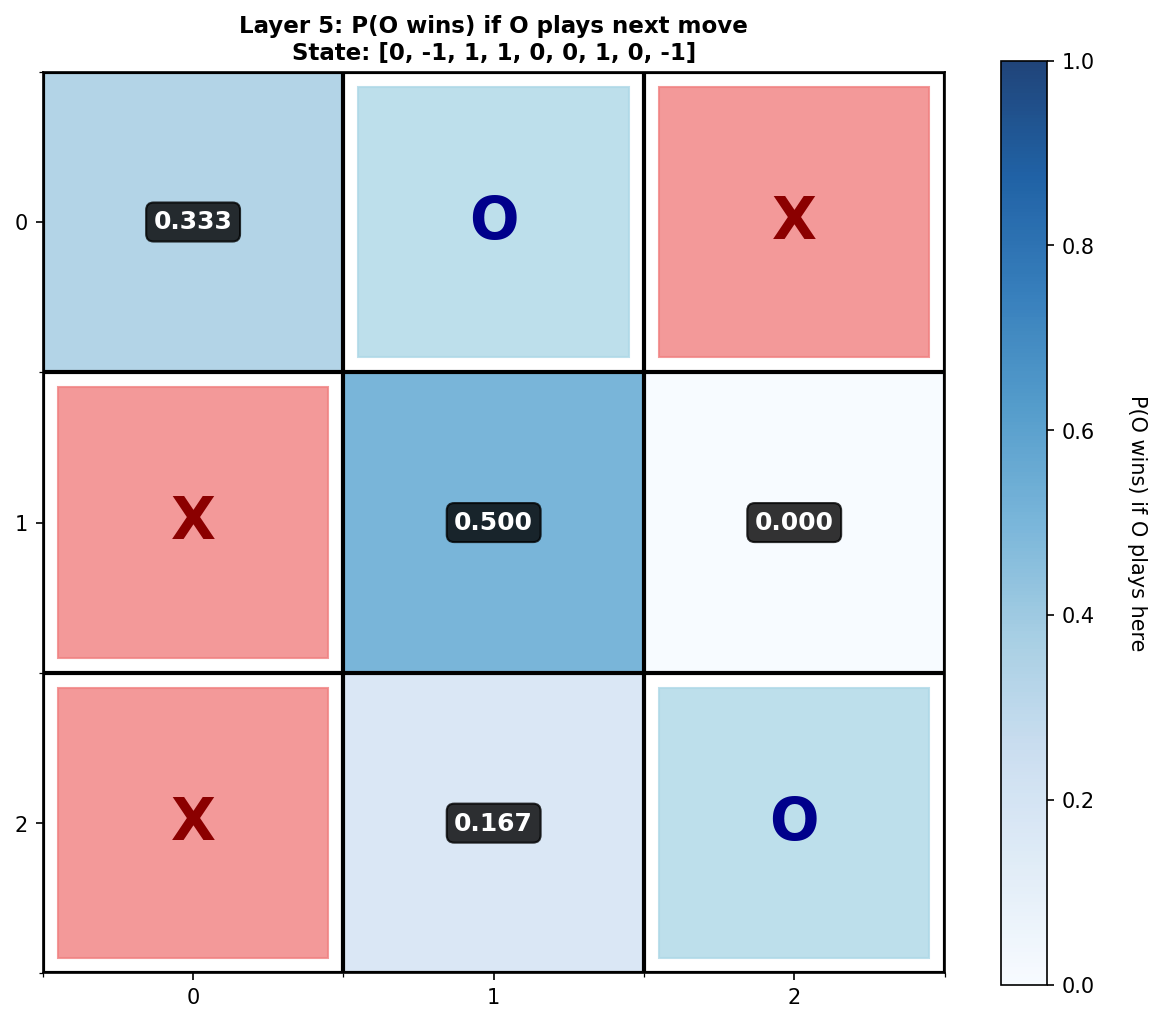 Layer 5: P(O wins) if O plays next move
State: [0, -1, 1, 1, 0, 0, 1, 0, -1]
0
0.333
O
X
1
X
0.500
0.000
2
X
0.167
O
0
1
2
1.0
0.8
0.6
0.4
0.2
0.0
P(O wins) if O plays here